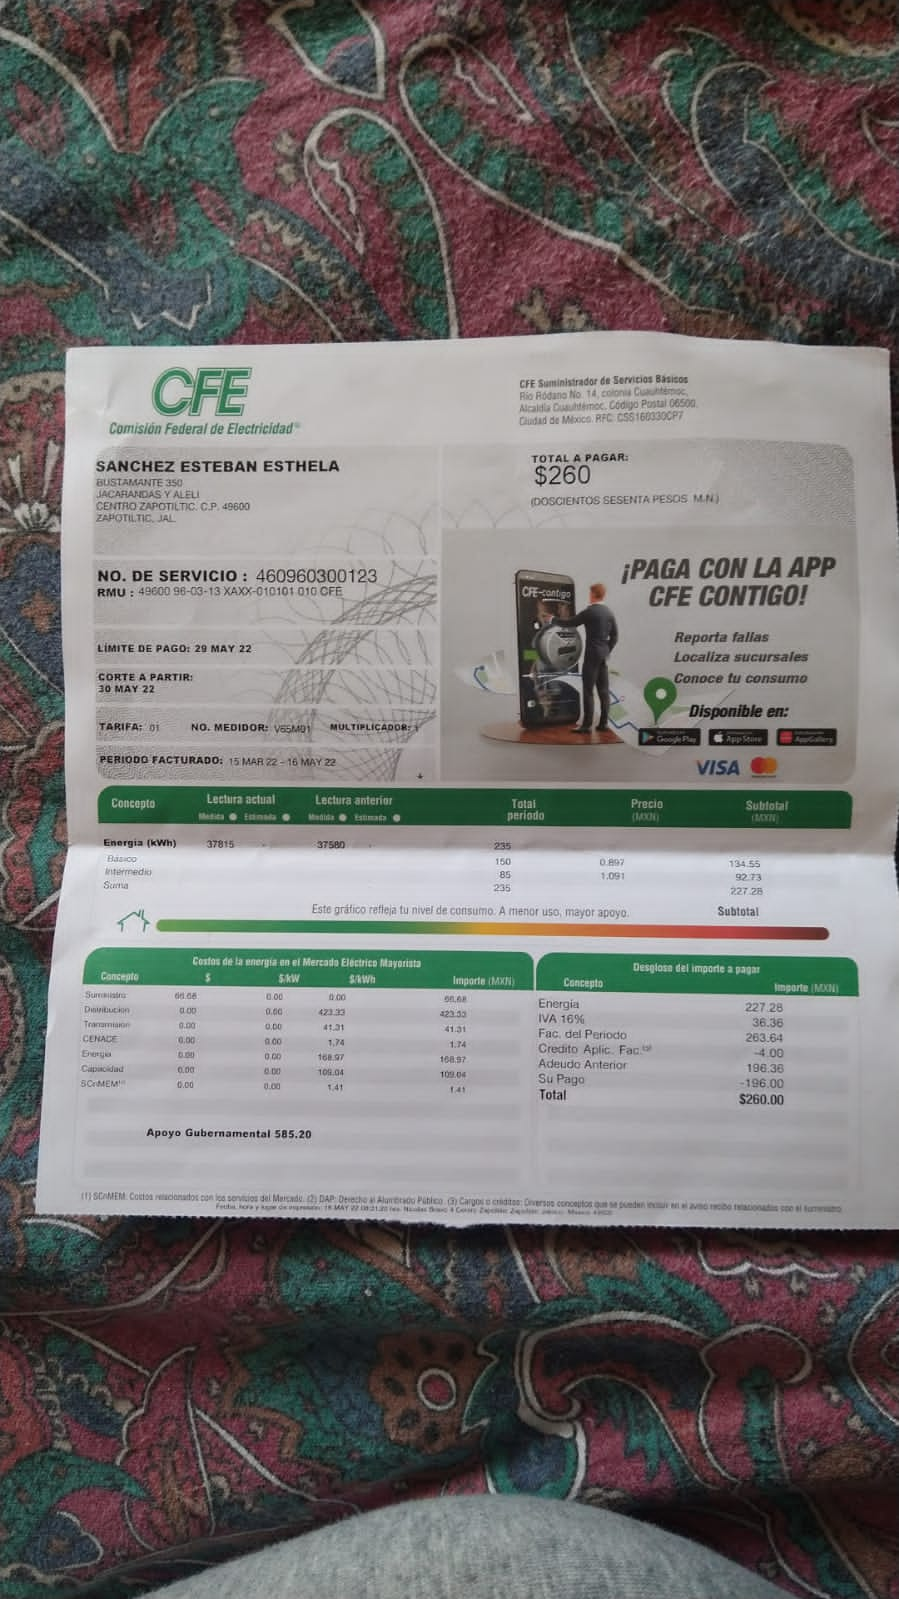 CFE
Comisión Federal de Electricidad®
CFE Suministrador de Servicios Básicos
Río Ródano No. 14, colonia Cuauhtémoc,
Alcaldía Cuauhtémoc, Código Postal 06500,
Ciudad de México. RFC: CSS160330CP7
SANCHEZ ESTEBAN ESTHELA
BUSTAMANTE 350
JACARANDAS Y ALELI
CENTRO ZAPOTILTIC. C.P. 49600
ZAPOTILTIC, JAL.
TOTAL A PAGAR:
$260
(DOSCIENTOS SESENTA PESOS M.N.)
NO. DE SERVICIO : 460960300123
RMU : 49600 96-03-13 XAXX-010101 010 CFE
LÍMITE DE PAGO: 29 MAY 22
CORTE A PARTIR:
30 MAY 22
TARIFA: 01 NO. MEDIDOR: V65M01 MULTIPLICADOR: 1
PERIODO FACTURADO: 15 MAR 22 - 16 MAY 22
CFE-contigo
¡PAGA CON LA APP
CFE CONTIGO!
Reporta fallas
Localiza sucursales
Conoce tu consumo
Disponible en:
Google Play App Store AppGallery
VISA
Concepto Lectura actual Lectura anterior Total periodo Precio (MXN) Subtotal (MXN)
Medida Estimada Medida Estimada
Energía (kWh) 37815 - 37580 - 235
Básico 150 0.897 134.55
Intermedio 85 1.091 92.73
Suma 235 227.28
Este gráfico refleja tu nivel de consumo. A menor uso, mayor apoyo. Subtotal
Costos de la energía en el Mercado Eléctrico Mayorista
Concepto $ $/kW $/kWh Importe (MXN)
Suministro 66.68 0.00 0.00 66.68
Distribución 0.00 0.00 423.33 423.33
Transmisión 0.00 0.00 41.31 41.31
CENACE 0.00 0.00 1.74 1.74
Energía 0.00 0.00 168.97 168.97
Capacidad 0.00 0.00 109.04 109.04
SCnMEM(1) 0.00 0.00 1.41 1.41
Apoyo Gubernamental 585.20
Desglose del importe a pagar
Concepto Importe (MXN)
Energía 227.28
IVA 16% 36.36
Fac. del Periodo 263.64
Credito Aplic. Fac.(3) -4.00
Adeudo Anterior 196.36
Su Pago -196.00
Total $260.00
(1) SCnMEM: Costos relacionados con los servicios del Mercado. (2) DAP: Derecho al Alumbrado Público. (3) Cargos o créditos: Diversos conceptos que se pueden incluir en el aviso recibo relacionados con el suministro.
Fecha, hora y lugar de impresión: 16 MAY 22